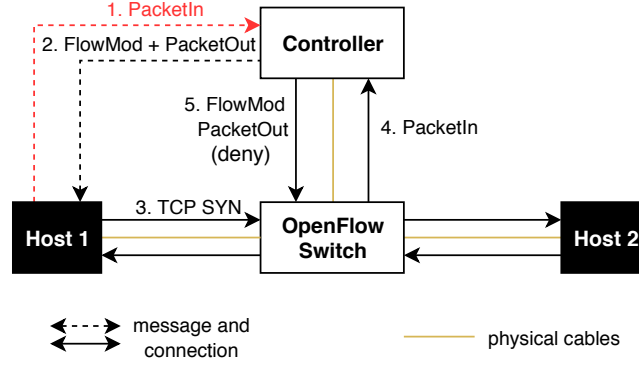 1. PacketIn
2. FlowMod + PacketOut
Controller
5. FlowMod
PacketOut
(deny)
4. PacketIn
3. TCP SYN
Host 1
OpenFlow
Switch
Host 2
message and
connection
physical cables